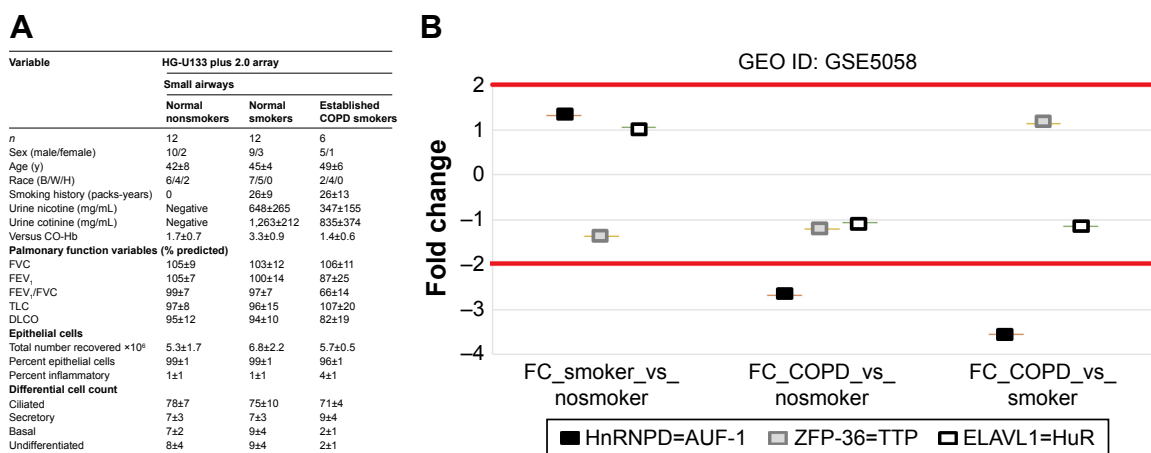 A
Variable HG-U133 plus 2.0 array
Small airways
Normal nonsmokers Normal smokers Established COPD smokers
n 12 12 6
Sex (male/female) 10/2 9/3 5/1
Age (y) 42±8 45±4 49±6
Race (B/W/H) 6/4/2 7/5/0 2/4/0
Smoking history (packs-years) 0 26±9 26±13
Urine nicotine (mg/mL) Negative 648±265 347±155
Urine cotinine (mg/mL) Negative 1,263±212 835±374
Versus CO-Hb 1.7±0.7 3.3±0.9 1.4±0.6
Pulmonary function variables (% predicted)
FVC 105±9 103±12 106±11
FEV₁ 105±7 100±14 87±25
FEV₁/FVC 99±7 97±7 66±14
TLC 97±8 96±15 107±20
DLCO 95±12 94±10 82±19
Epithelial cells
Total number recovered ×10⁶ 5.3±1.7 6.8±2.2 5.7±0.5
Percent epithelial cells 99±1 99±1 96±1
Percent inflammatory 1±1 1±1 4±1
Differential cell count
Ciliated 78±7 75±10 71±4
Secretory 7±3 7±3 9±4
Basal 7±2 9±4 2±1
Undifferentiated 8±4 9±4 2±1
B
GEO ID: GSE5058
Fold change
2
1
0
–1
–2
–3
–4
FC_smoker_vs_
nosmoker
FC_COPD_vs_
nosmoker
FC_COPD_vs_
smoker
HnRNPD=AUF-1 ZFP-36=TTP ELAVL1=HuR